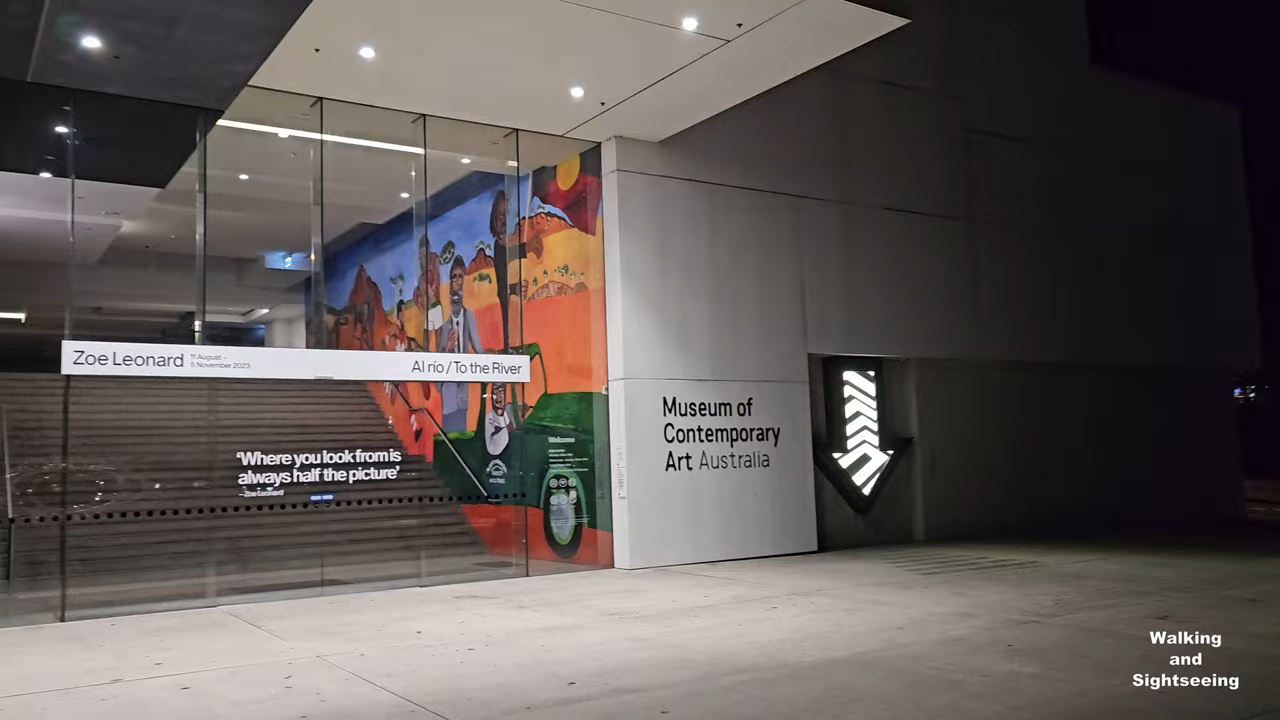 Zoe Leonard
11 August –
5 November 2023
Al río / To the River
'Where you look from is
always half the picture'
– Zoe Leonard
Museum of
Contemporary
Art Australia
Welcome
Walking
and
Sightseeing